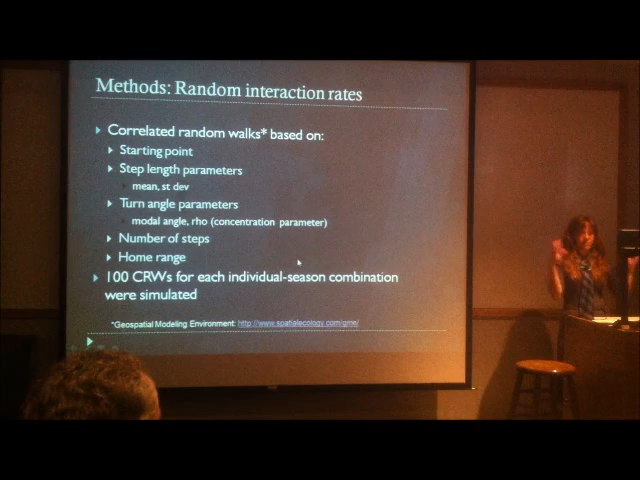 Methods: Random interaction rates
Correlated random walks* based on:
Starting point
Step length parameters
mean, st dev
Turn angle parameters
modal angle, rho (concentration parameter)
Number of steps
Home range
100 CRWs for each individual-season combination
were simulated
*Geospatial Modeling Environment: http://www.spatialecology.com/gme/